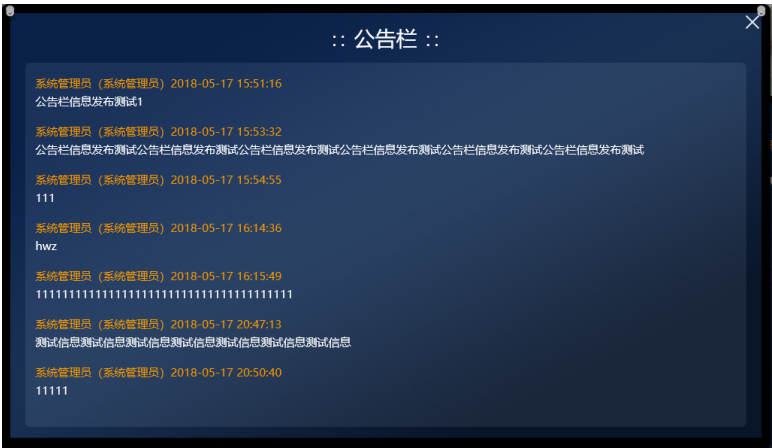 :: 公告栏 ::
系统管理员 (系统管理员) 2018-05-17 15:51:16
公告栏信息发布测试1
系统管理员 (系统管理员) 2018-05-17 15:53:32
公告栏信息发布测试公告栏信息发布测试公告栏信息发布测试公告栏信息发布测试公告栏信息发布测试公告栏信息发布测试
系统管理员 (系统管理员) 2018-05-17 15:54:55
111
系统管理员 (系统管理员) 2018-05-17 16:14:36
hwz
系统管理员 (系统管理员) 2018-05-17 16:15:49
11111111111111111111111111111111111111
系统管理员 (系统管理员) 2018-05-17 20:47:13
测试信息测试信息测试信息测试信息测试信息测试信息测试信息
系统管理员 (系统管理员) 2018-05-17 20:50:40
11111